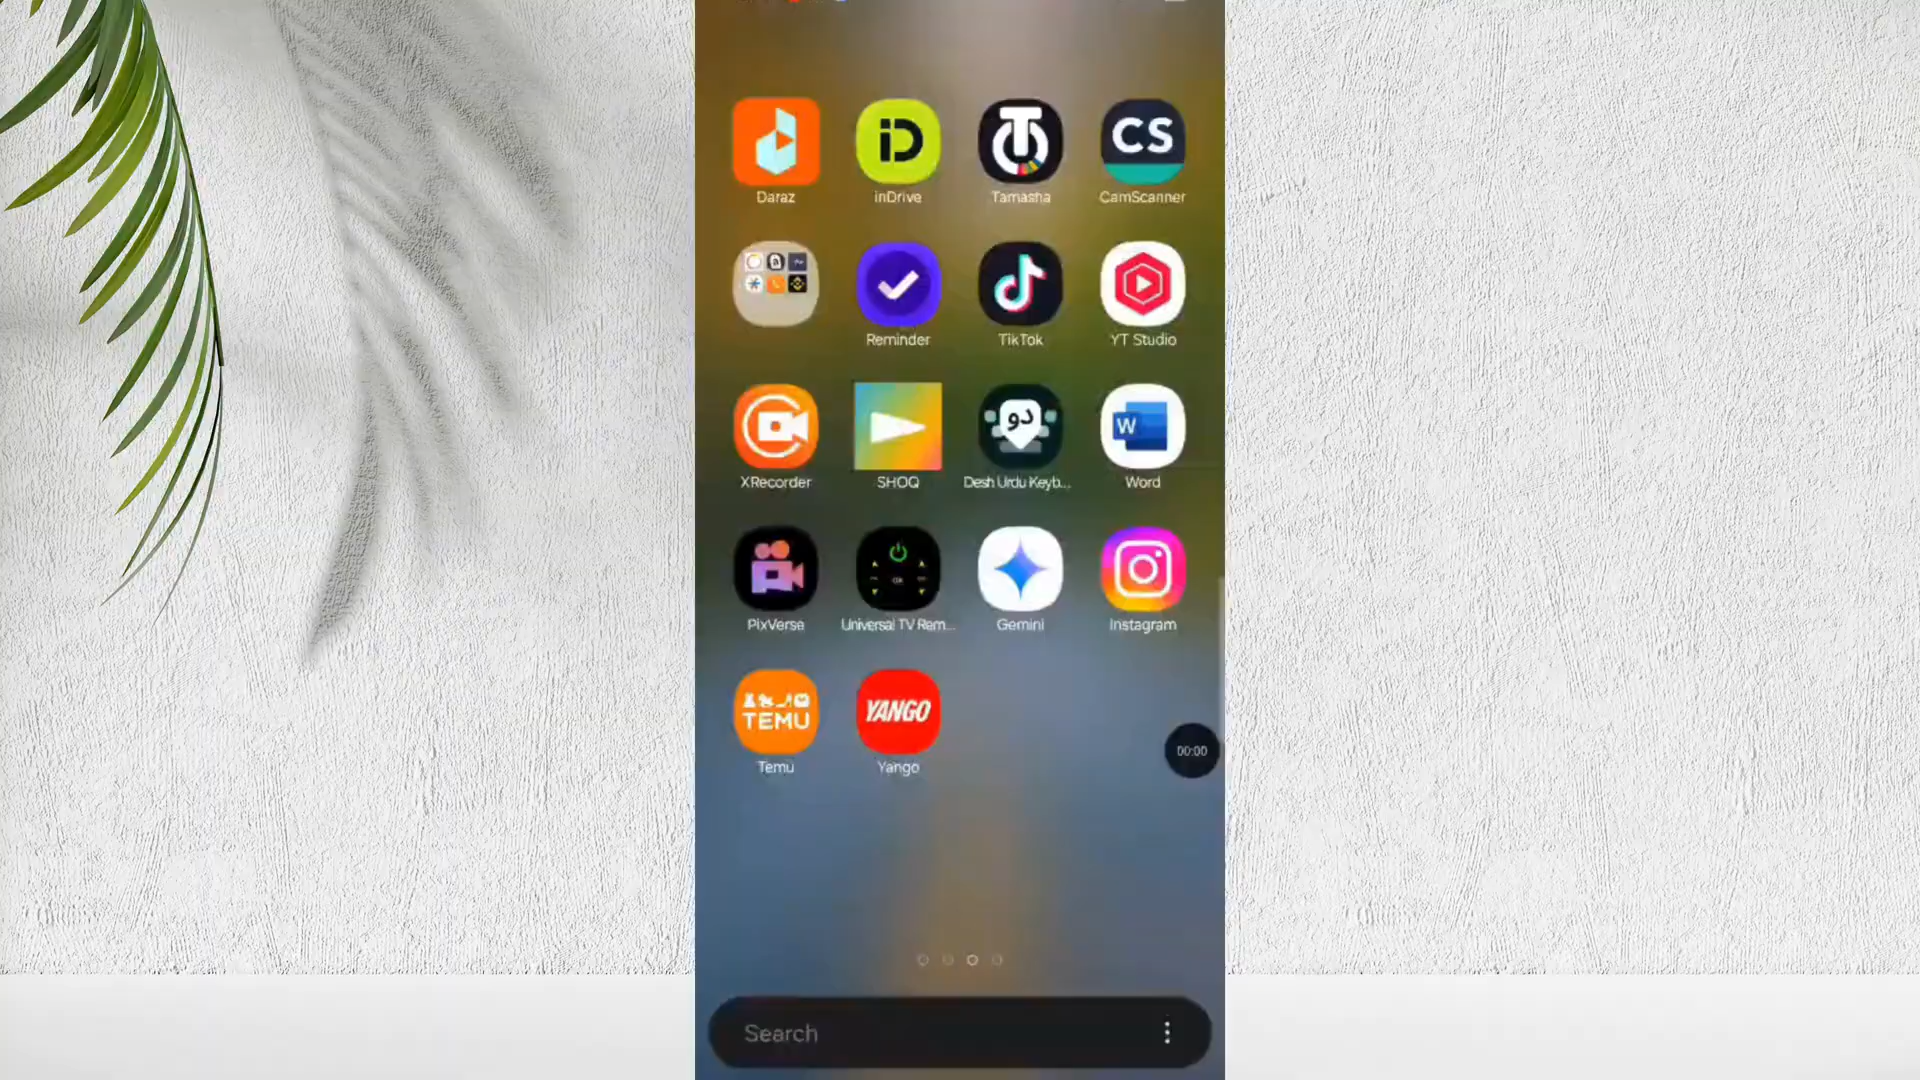 iD
CS
Daraz
inDrive
Tamasha
CamScanner
Reminder
TikTok
YT Studio
دو
W
XRecorder
SHOQ
Desh Urdu Keyb...
Word
OK
PixVerse
Universal TV Rem...
Gemini
Instagram
TEMU
YANGO
00:00
Temu
Yango
Search